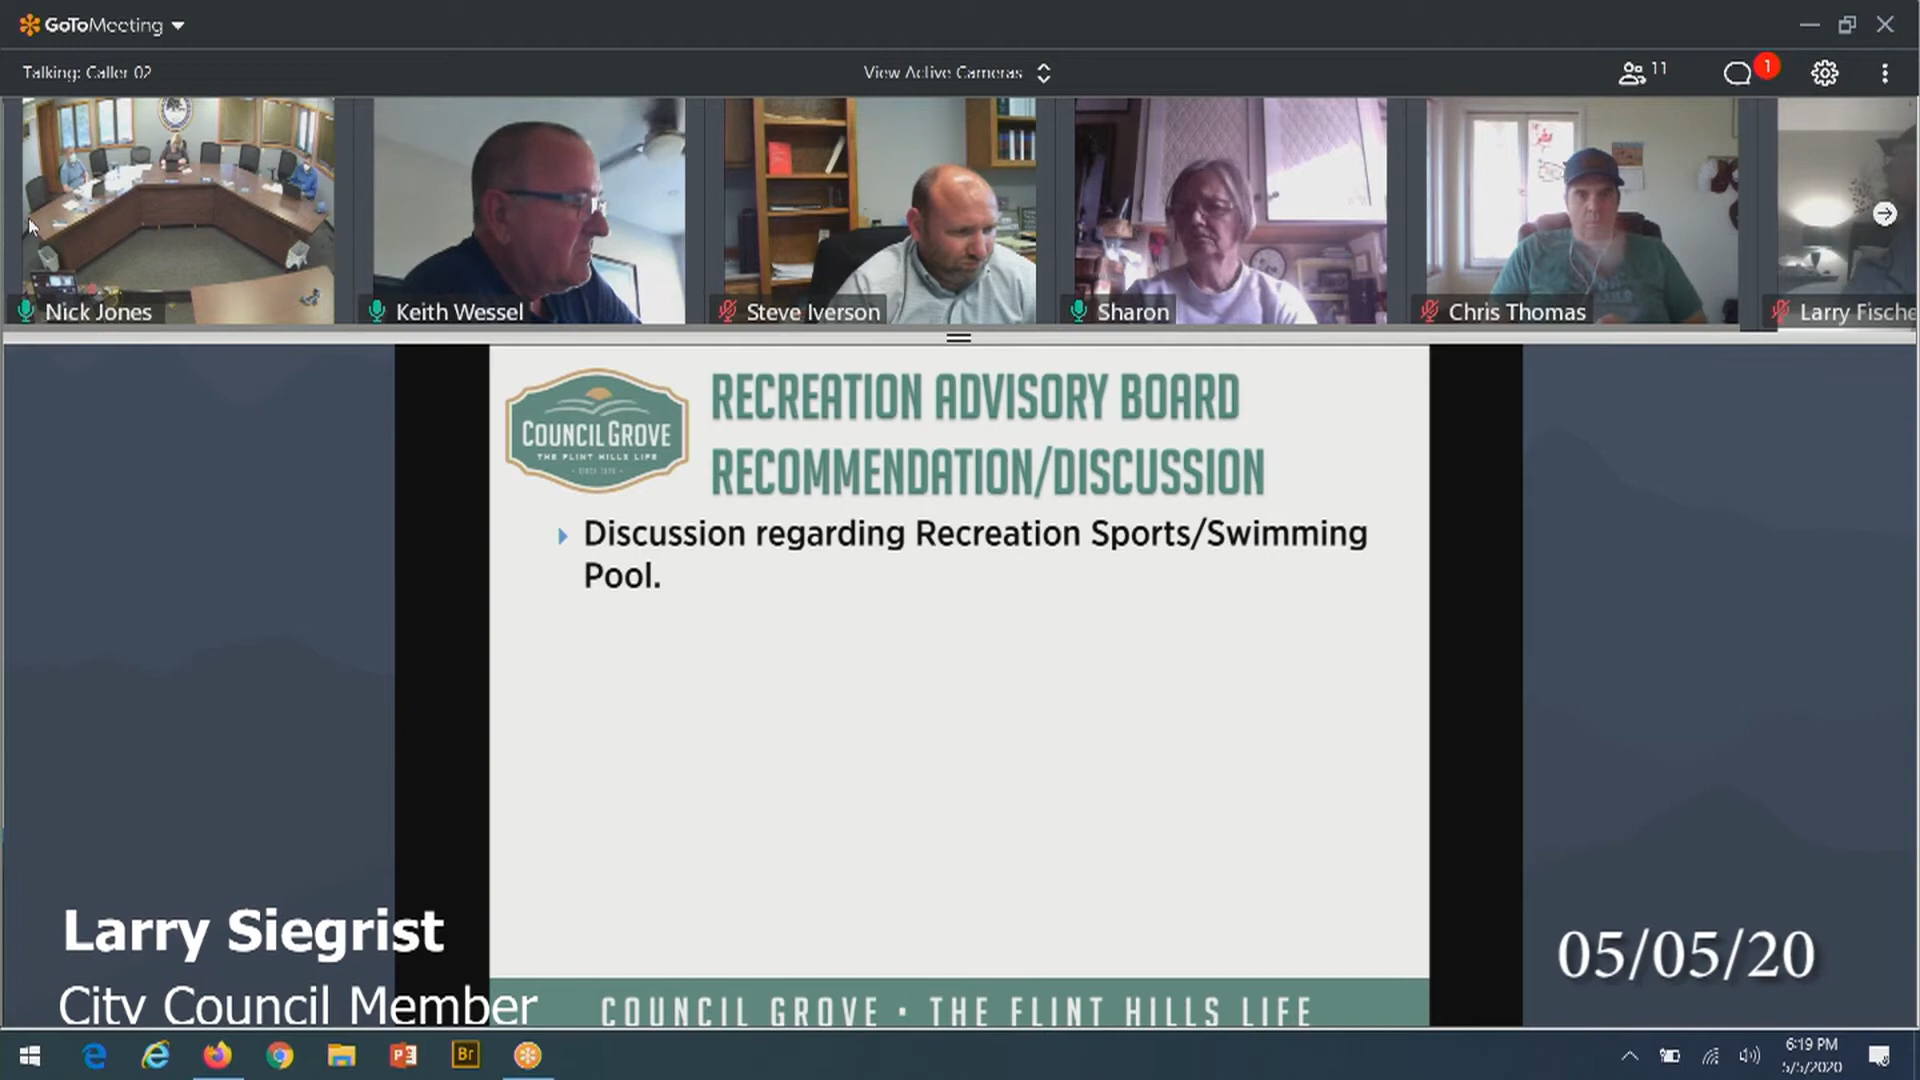 GoToMeeting
Talking: Caller 02
View Active Cameras
11
1
Nick Jones
Keith Wessel
Steve Iverson
Sharon
Chris Thomas
Larry Fische
COUNCIL GROVE
THE FLINT HILLS LIFE
RECREATION ADVISORY BOARD
RECOMMENDATION/DISCUSSION
Discussion regarding Recreation Sports/Swimming
Pool.
Larry Siegrist
City Council Member
05/05/20
COUNCIL GROVE • THE FLINT HILLS LIFE
Br
6:19 PM
5/5/2020